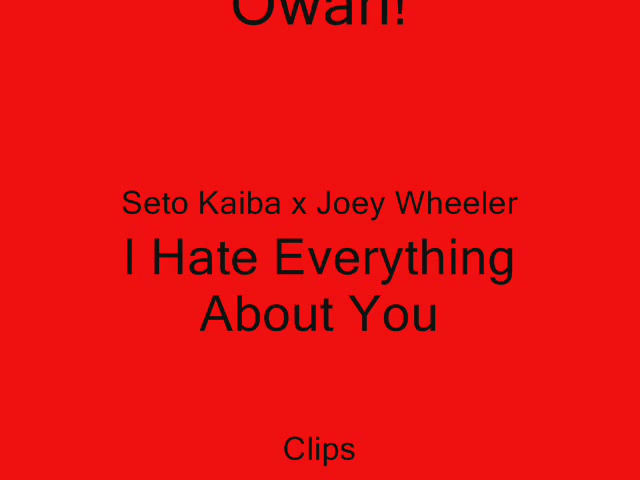 Owari!
Seto Kaiba x Joey Wheeler
I Hate Everything
About You
Clips